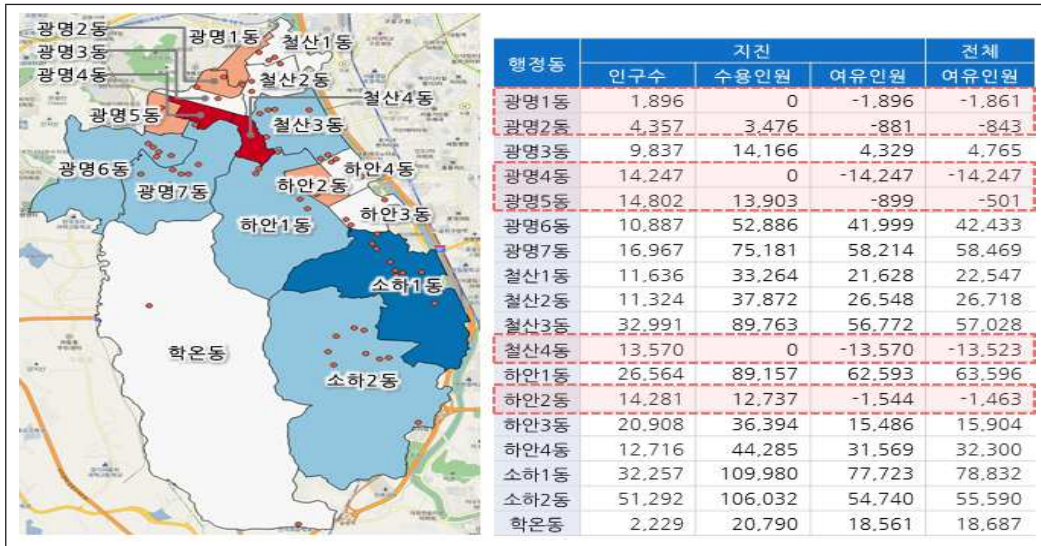 광명2동
광명3동
광명4동
광명1동
철산1동
철산2동
철산4동
광명5동
철산3동
광명6동
광명7동
하안4동
하안2동
하안1동
하안3동
소하1동
학온동
소하2동
행정동 지진 전체
인구수 수용인원 여유인원 여유인원
광명1동 1,896 0 -1,896 -1,861
광명2동 4,357 3,476 -881 -843
광명3동 9,837 14,166 4,329 4,765
광명4동 14,247 0 -14,247 -14,247
광명5동 14,802 13,903 -899 -501
광명6동 10,887 52,886 41,999 42,433
광명7동 16,967 75,181 58,214 58,469
철산1동 11,636 33,264 21,628 22,547
철산2동 11,324 37,872 26,548 26,718
철산3동 32,991 89,763 56,772 57,028
철산4동 13,570 0 -13,570 -13,523
하안1동 26,564 89,157 62,593 63,596
하안2동 14,281 12,737 -1,544 -1,463
하안3동 20,908 36,394 15,486 15,904
하안4동 12,716 44,285 31,569 32,300
소하1동 32,257 109,980 77,723 78,832
소하2동 51,292 106,032 54,740 55,590
학온동 2,229 20,790 18,561 18,687